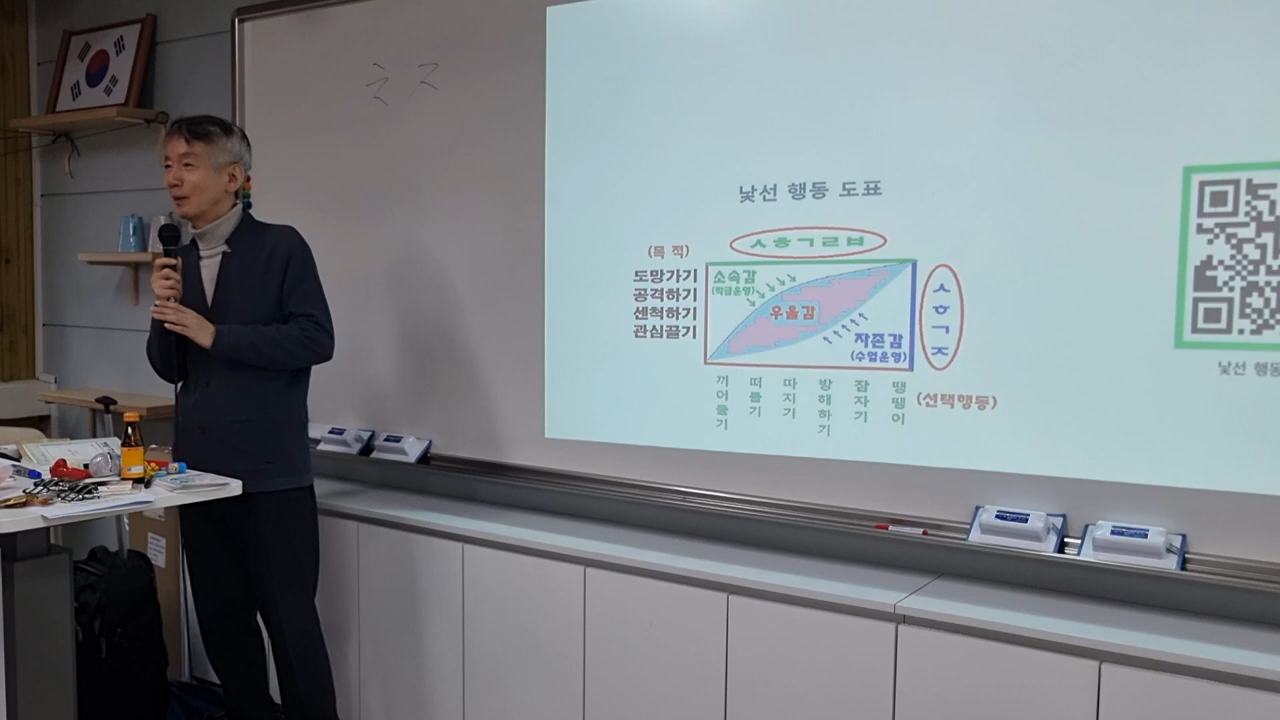 ㅊ ㅈ
낯선 행동 도표
(목 적)
ㅅㅎㄱㄹㅂ
도망가기
공격하기
센척하기
관심끌기
소속감
(학급운영)
우울감
자존감
(수업운영)
ㅅㅎㄱㅈ
끼어들기
떠들기
따지기
방해하기
잠자기
땡땡이
(선택행동)
낯선 행동